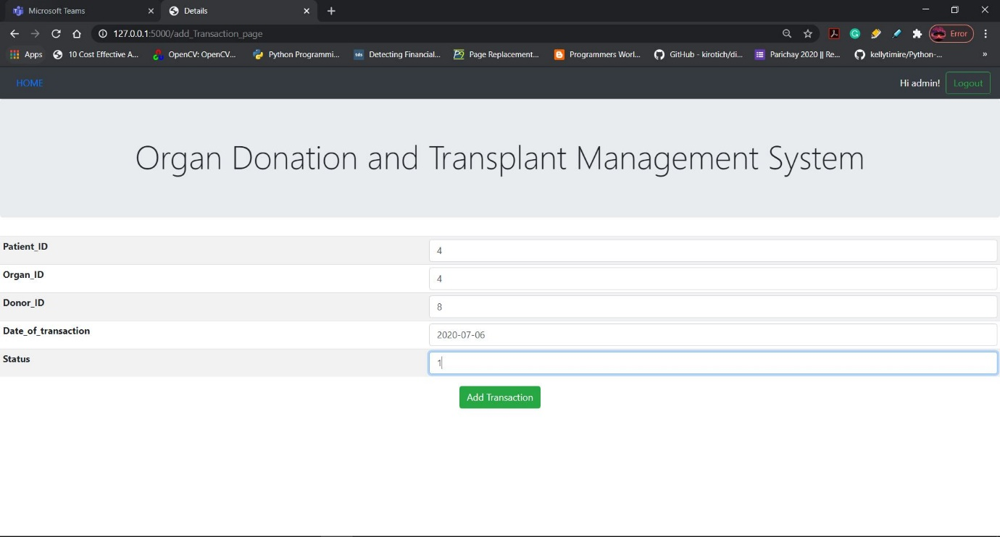 Microsoft Teams
Details
127.0.0.1:5000/add_Transaction_page
Error
Apps
10 Cost Effective A...
OpenCV: OpenCV...
Python Programmi...
tds
Detecting Financial...
Page Replacement...
Programmers Worl...
GitHub - kirotich/di...
Parichay 2020 || Re...
kellytimire/Python-...
»
HOME
Hi admin!
Logout
Organ Donation and Transplant Management System
Patient_ID
4
Organ_ID
4
Donor_ID
8
Date_of_transaction
2020-07-06
Status
1
Add Transaction